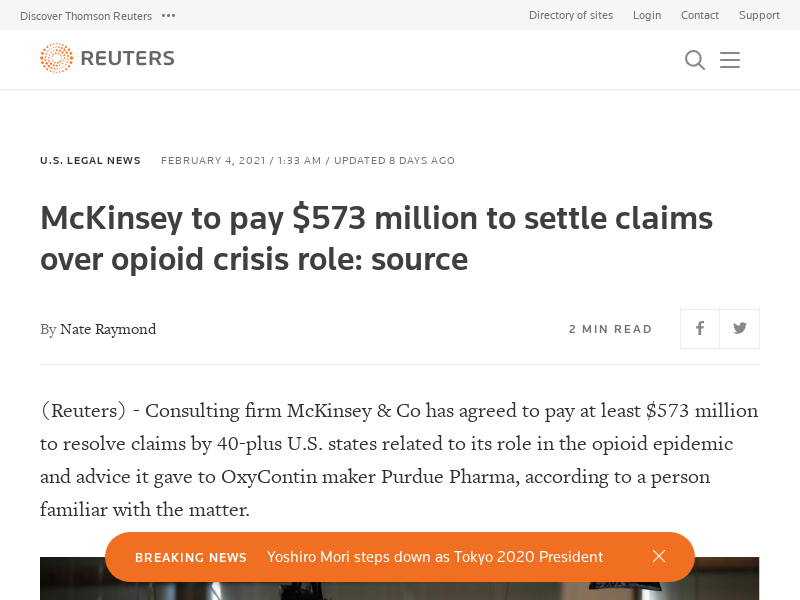 Discover Thomson Reuters •••
Directory of sites Login Contact Support
REUTERS
U.S. LEGAL NEWS FEBRUARY 4, 2021 / 1:33 AM / UPDATED 8 DAYS AGO
McKinsey to pay $573 million to settle claims
over opioid crisis role: source
By Nate Raymond
2 MIN READ
(Reuters) - Consulting firm McKinsey & Co has agreed to pay at least $573 million
to resolve claims by 40-plus U.S. states related to its role in the opioid epidemic
and advice it gave to OxyContin maker Purdue Pharma, according to a person
familiar with the matter.
BREAKING NEWS Yoshiro Mori steps down as Tokyo 2020 President